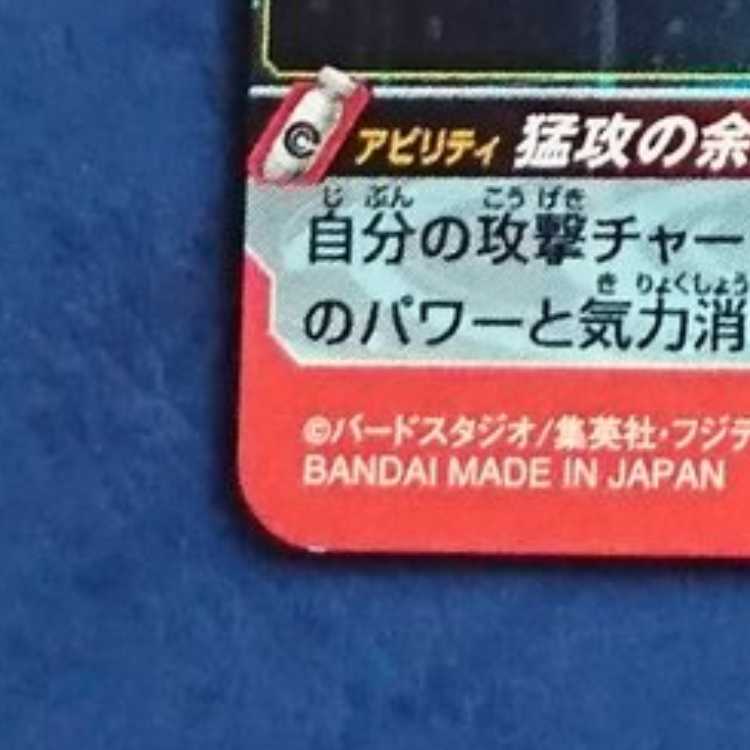 アビリティ 猛攻の余
じ ぶん こう げき
自分の攻撃チャー
き りょくしょう
のパワーと気力消
©バードスタジオ/集英社・フジテ
BANDAI MADE IN JAPAN